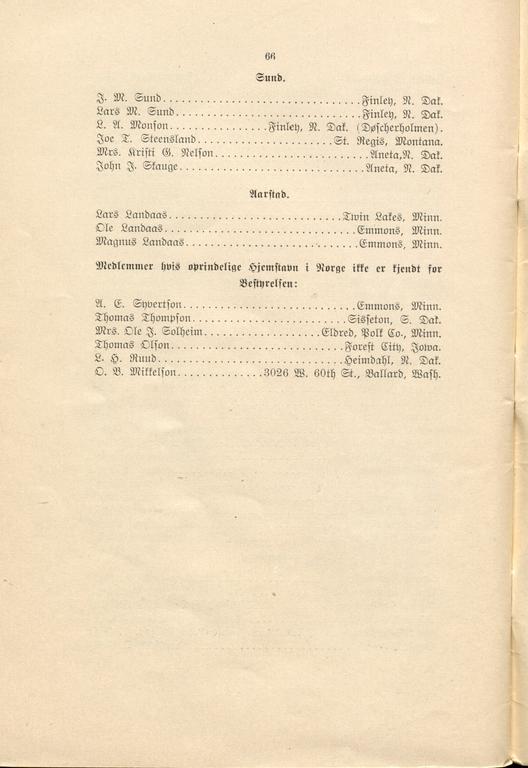 66
Sund.
J. M. Sund..............................Finley, N. Dak.
Lars M. Sund............................Finley, N. Dak.
L. A. Monson...............Finley, N. Dak. (Døscherholmen).
Joe T. Steensland.....................St. Regis, Montana.
Mrs. Kristi G. Nelson........................Aneta,N. Dak.
John J. Skauge............................Aneta, N. Dak.
Aarstad.
Lars Landaas..........................Twin Lakes, Minn.
Ole Landaas.............................Emmons, Minn.
Magnus Landaas..........................Emmons, Minn.
Medlemmer hvis oprindelige Hjemstavn i Norge ikke er kjendt for
Bestyrelsen:
A. E. Syvertson..........................Emmons, Minn.
Thomas Thompson.......................Sisseton, S. Dak.
Mrs. Ole J. Solheim.................Eldred, Polk Co., Minn.
Thomas Olson.........................Forest City, Iowa.
L. H. Ruud............................Heimdahl, N. Dak.
O. B. Mikkelson.............3026 W. 60th St., Ballard, Wash.